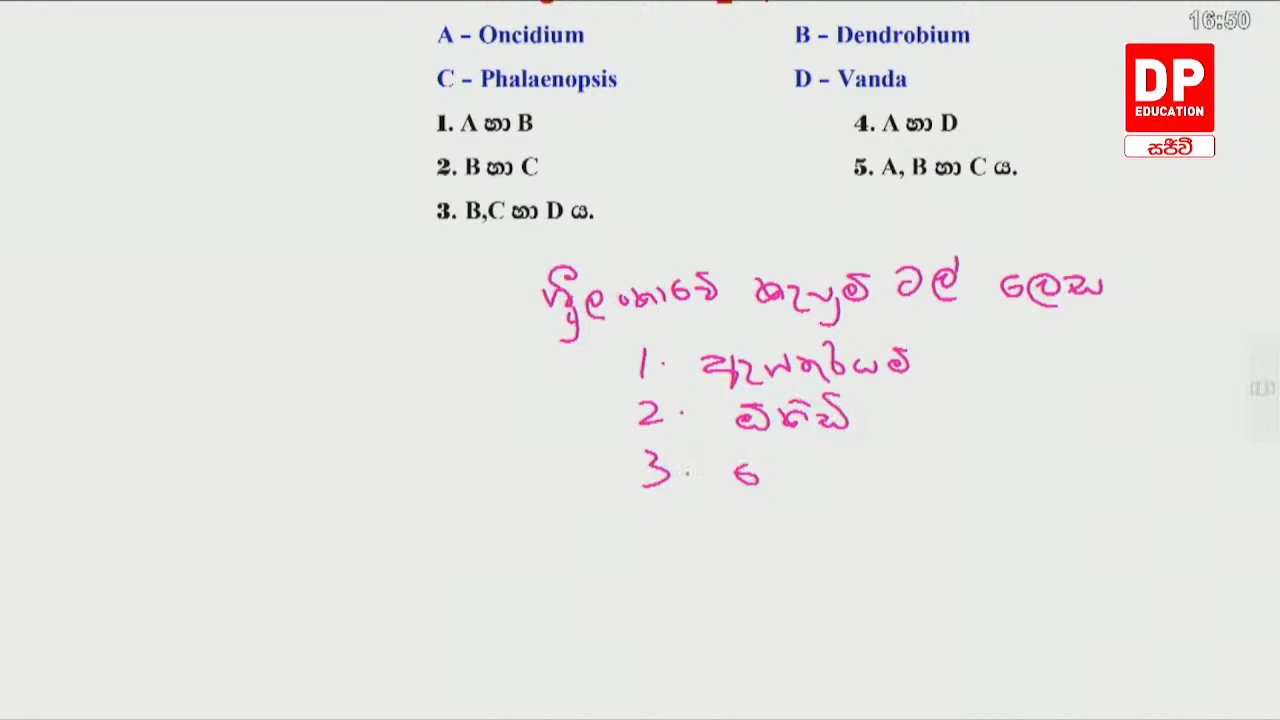 16:50
A – Oncidium B – Dendrobium
C – Phalaenopsis D – Vanda
1. A හා B 4. A හා D
2. B හා C 5. A, B හා C ය.
3. B,C හා D ය.
DP
EDUCATION
සජීවී
ශ්‍රී ලංකාවේ කැපුම් මල් ලෙස
1. ඇන්තූරියම්
2. ඕකිඩ්
3.